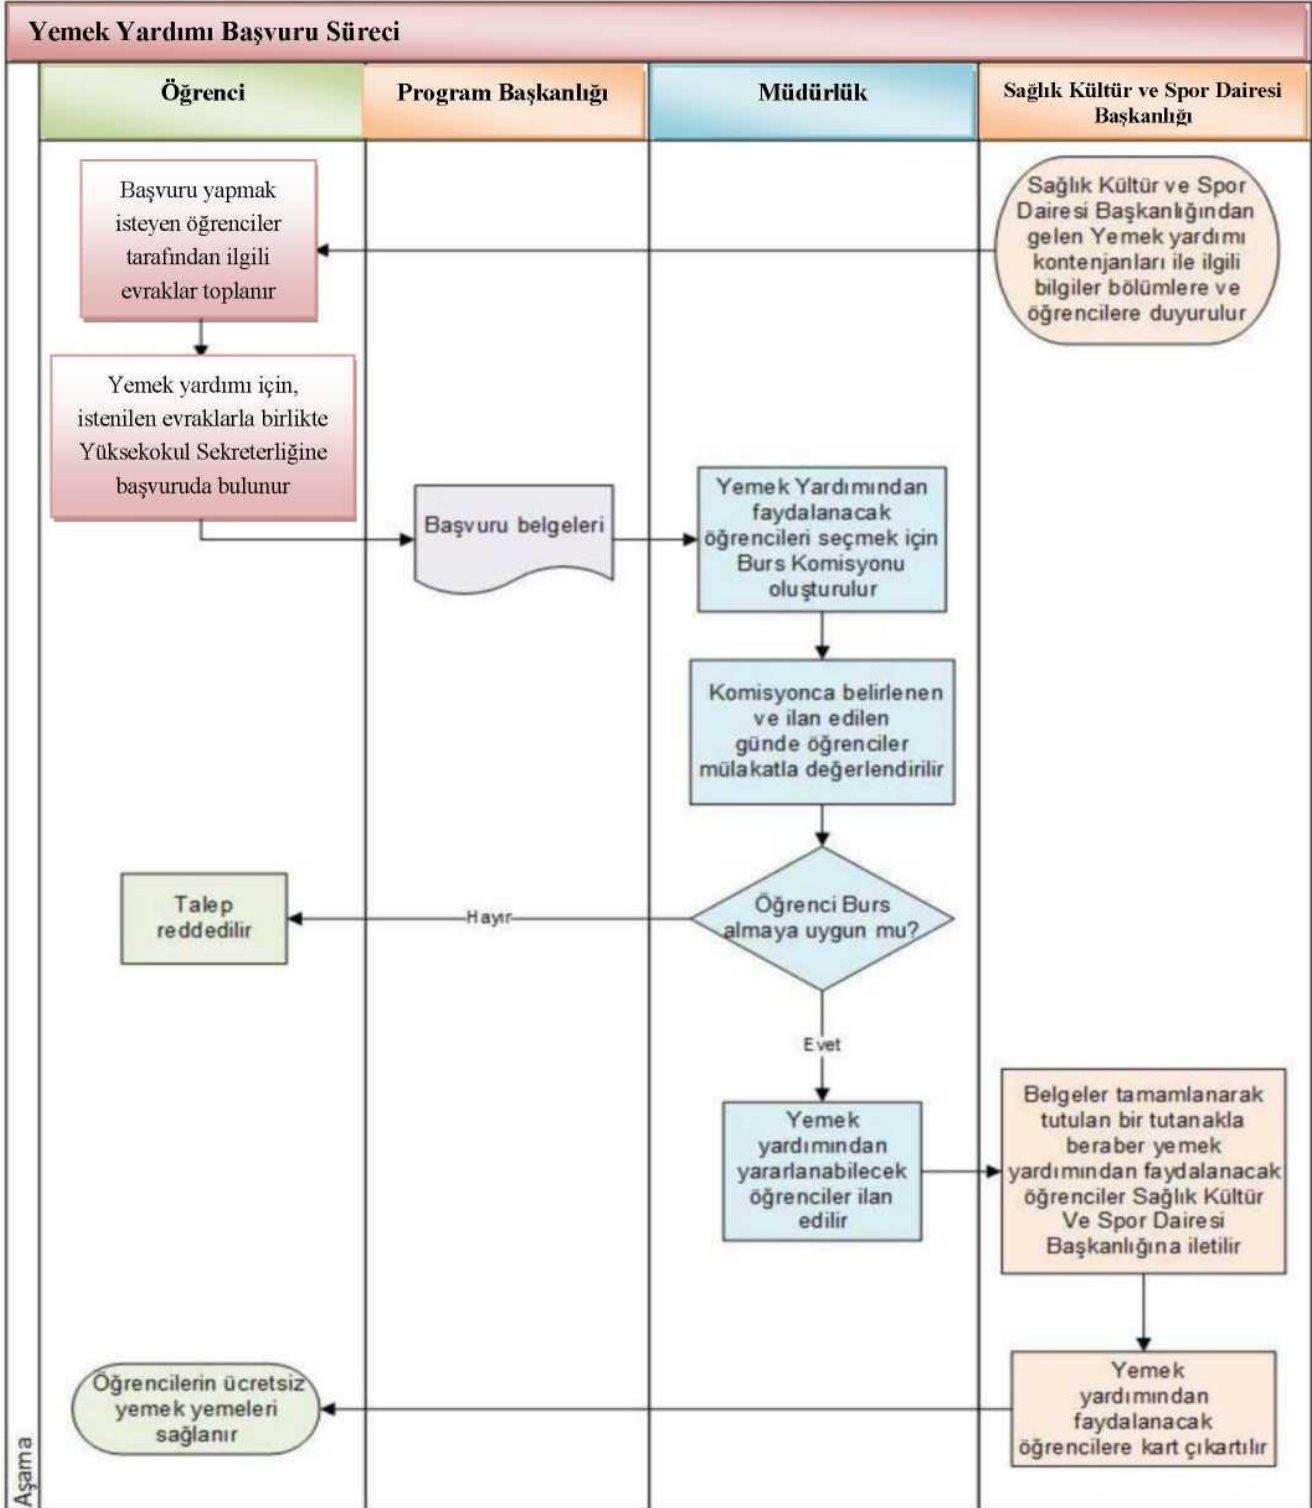 Yemek Yardımı Başvuru Süreci
Öğrenci
Program Başkanlığı
Müdürlük
Sağlık Kültür ve Spor Dairesi
Başkanlığı
Başvuru yapmak
isteyen öğrenciler
tarafından ilgili
evraklar toplanır
Sağlık Kültür ve Spor
Dairesi Başkanlığından
gelen Yemek yardımı
kontenjanları ile ilgili
bilgiler bölümlere ve
öğrencilere duyurulur
Yemek yardımı için,
istenilen evraklarla birlikte
Yüksekokul Sekreterliğine
başvuruda bulunur
Başvuru belgeleri
Yemek Yardımından
faydalanacak
öğrencileri seçmek için
Burs Komisyonu
oluşturulur
Komisyonca belirlenen
ve ilan edilen
günde öğrenciler
mülakatla değerlendirilir
Öğrenci Burs
almaya uygun mu?
Hayır
Talep
reddedilir
Evet
Yemek
yardımından
yararlanabilecek
öğrenciler ilan
edilir
Belgeler tamamlanarak
tutulan bir tutanakla
beraber yemek
yardımından faydalanacak
öğrenciler Sağlık Kültür
Ve Spor Dairesi
Başkanlığına iletilir
Yemek
yardımından
faydalanacak
öğrencilere kart çıkartılır
Öğrencilerin ücretsiz
yemek yemeleri
sağlanır
Aşama